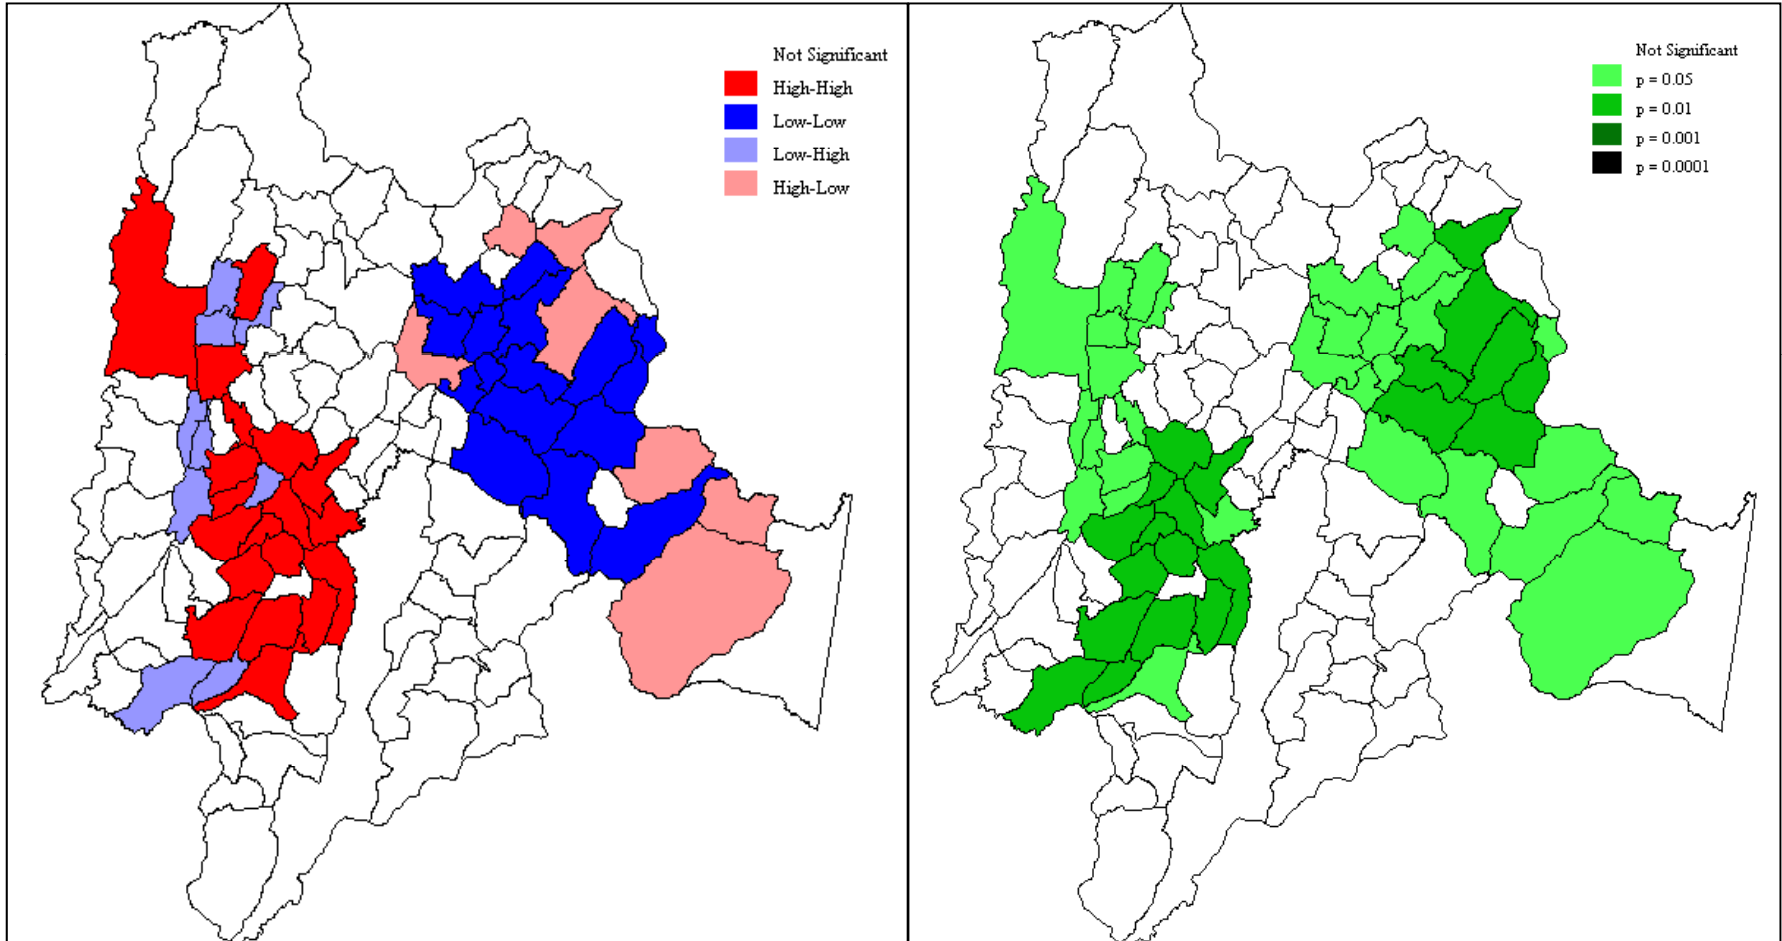 Not Significant
High-High
Low-Low
Low-High
High-Low
Not Significant
p = 0.05
p = 0.01
p = 0.001
p = 0.0001